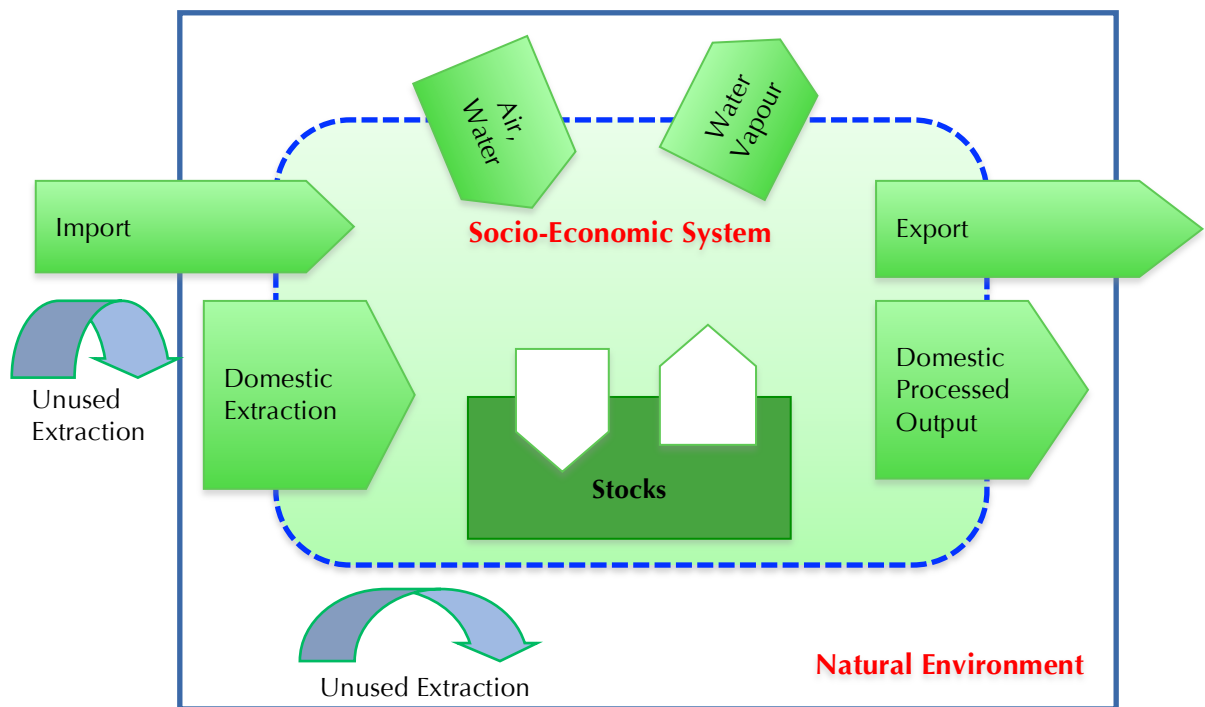 Air,
Water
Water
Vapour
Import
Socio-Economic System
Export
Unused
Extraction
Domestic
Extraction
Domestic
Processed
Output
Stocks
Natural Environment
Unused Extraction